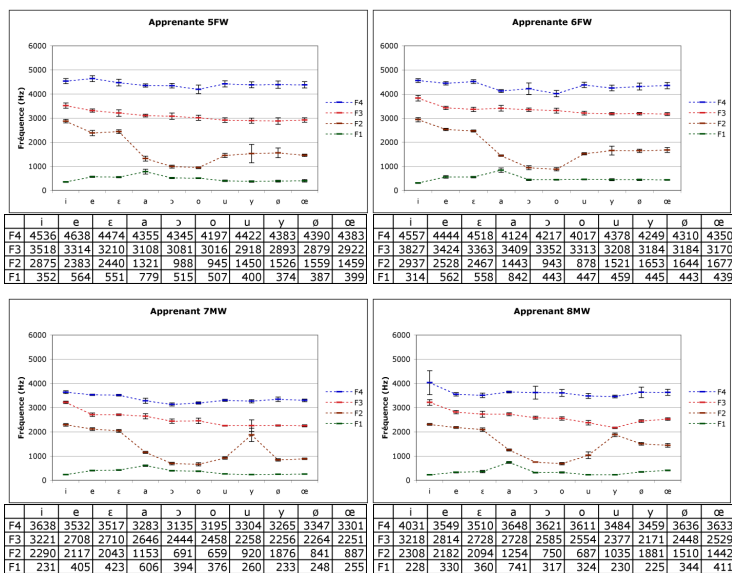 Apprenante 5FW
6000
5000
4000
3000
2000
1000
0
Fréquence (Hz)
i e ɛ a ɔ o u y ø œ
F4
F3
F2
F1
i e ɛ a ɔ o u y ø œ
F4 4536 4638 4474 4355 4345 4197 4422 4383 4390 4383
F3 3518 3314 3210 3108 3081 3016 2918 2893 2879 2922
F2 2875 2383 2440 1321 988 945 1450 1526 1559 1459
F1 352 564 551 779 515 507 400 374 387 399
Apprenante 6FW
6000
5000
4000
3000
2000
1000
0
Fréquence (Hz)
i e ɛ a ɔ o u y ø œ
F4
F3
F2
F1
i e ɛ a ɔ o u y ø œ
F4 4557 4444 4518 4124 4217 4017 4378 4249 4310 4350
F3 3827 3424 3363 3409 3352 3313 3208 3184 3184 3170
F2 2937 2528 2467 1443 943 878 1521 1653 1644 1677
F1 314 562 558 842 443 447 459 445 443 439
Apprenant 7MW
6000
5000
4000
3000
2000
1000
0
Fréquence (Hz)
i e ɛ a ɔ o u y ø œ
F4
F3
F2
F1
i e ɛ a ɔ o u y ø œ
F4 3638 3532 3517 3283 3135 3195 3304 3265 3347 3301
F3 3221 2708 2710 2646 2444 2458 2258 2256 2264 2251
F2 2290 2117 2043 1153 691 659 920 1876 841 887
F1 231 405 423 606 394 376 260 233 248 255
Apprenant 8MW
6000
5000
4000
3000
2000
1000
0
Fréquence (Hz)
i e ɛ a ɔ o u y ø œ
F4
F3
F2
F1
i e ɛ a ɔ o u y ø œ
F4 4031 3549 3510 3648 3621 3611 3484 3459 3636 3633
F3 3218 2814 2728 2728 2585 2554 2377 2171 2448 2529
F2 2308 2182 2094 1254 750 687 1035 1881 1510 1442
F1 228 330 360 741 317 324 230 225 344 411